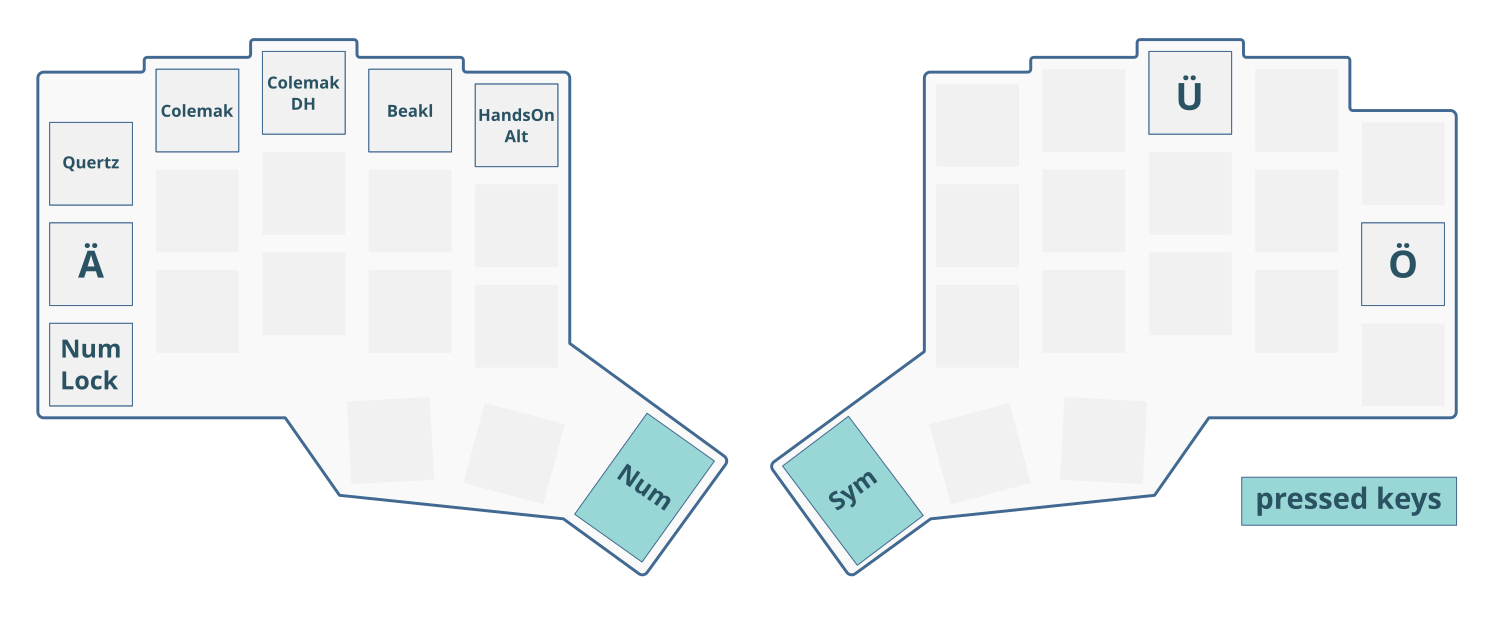 Colemak
DH
Ü
Colemak
Beakl
HandsOn
Alt
Quertz
Ä
Ö
Num
Lock
Num
Sym
pressed keys